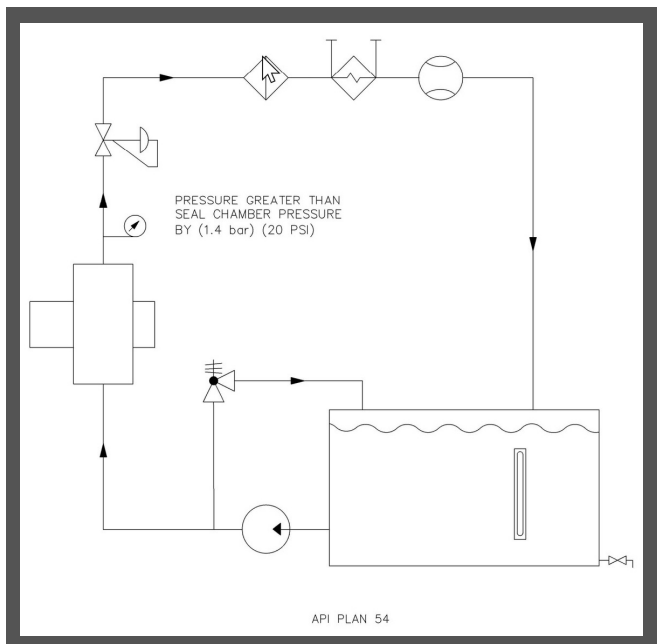 PRESSURE GREATER THAN
SEAL CHAMBER PRESSURE
BY (1.4 bar) (20 PSI)
API PLAN 54